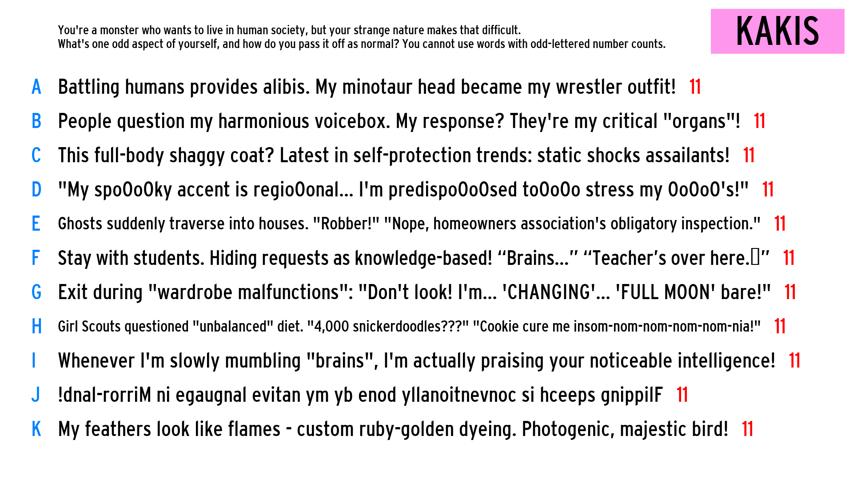 You're a monster who wants to live in human society, but your strange nature makes that difficult.
What's one odd aspect of yourself, and how do you pass it off as normal? You cannot use words with odd-lettered number counts.
KAKIS
A Battling humans provides alibis. My minotaur head became my wrestler outfit! 11
B People question my harmonious voicebox. My response? They're my critical "organs"! 11
C This full-body shaggy coat? Latest in self-protection trends: static shocks assailants! 11
D "My spoOoOky accent is regioOonal... I'm predispoOoOsed toOoOo stress my OoOoO's!" 11
E Ghosts suddenly traverse into houses. "Robber!" "Nope, homeowners association's obligatory inspection." 11
F Stay with students. Hiding requests as knowledge-based! “Brains...” “Teacher’s over here.▯” 11
G Exit during "wardrobe malfunctions": "Don't look! I'm... 'CHANGING'... 'FULL MOON' bare!" 11
H Girl Scouts questioned "unbalanced" diet. "4,000 snickerdoodles???" "Cookie cure me insom-nom-nom-nom-nom-nia!" 11
I Whenever I'm slowly mumbling "brains", I'm actually praising your noticeable intelligence! 11
J !dnal-rorriM ni egaugnal evitan ym yb enod yllanoitnevnoc si hceeps gnippilF 11
K My feathers look like flames - custom ruby-golden dyeing. Photogenic, majestic bird! 11